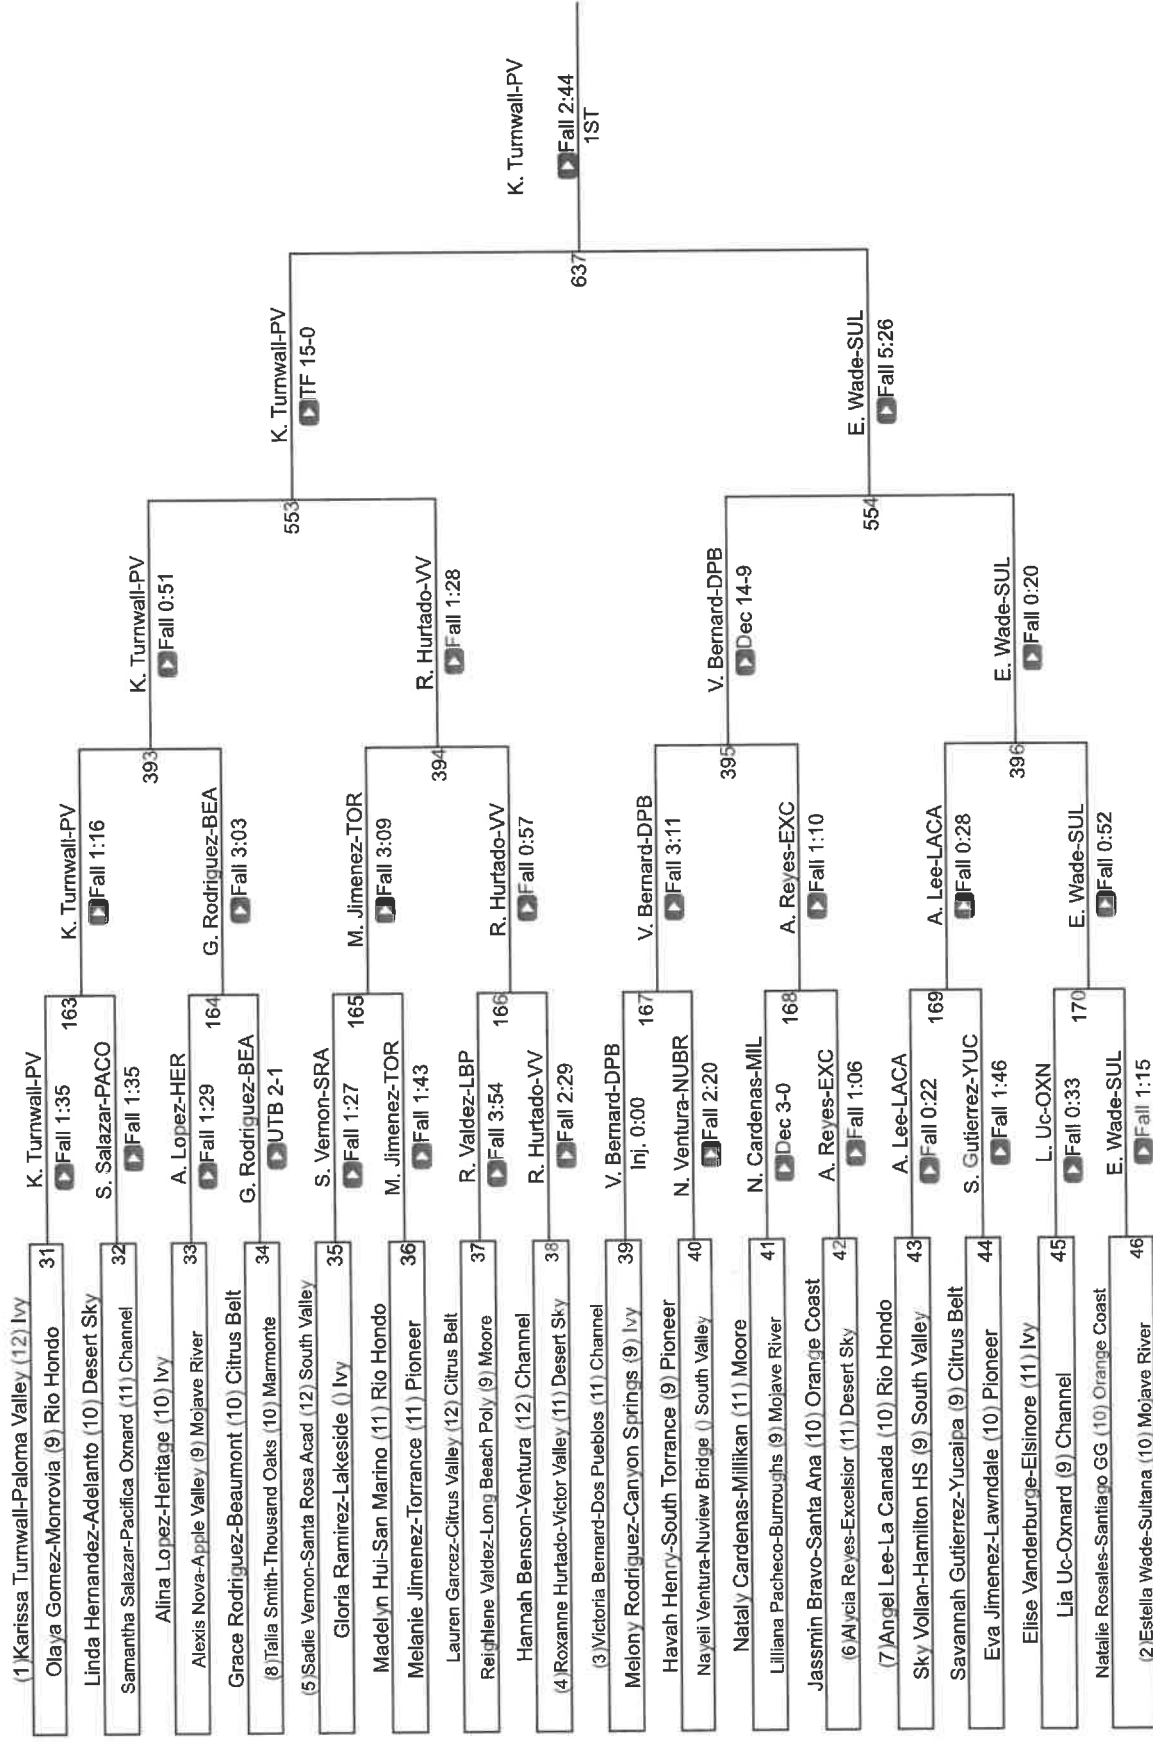 (1)Karissa Turnwall-Paloma Valley (12) Ivy
31
Olaya Gomez-Monrovia (9) Rio Hondo
Linda Hernandez-Adelanto (10) Desert Sky
32
Samantha Salazar-Pacifica Oxnard (11) Channel
Alina Lopez-Heritage (10) Ivy
33
Alexis Nova-Apple Valley (9) Mojave River
Grace Rodriguez-Beaumont (10) Citrus Belt
34
(8)Talia Smith-Thousand Oaks (10) Marmonte
(5)Sadie Vernon-Santa Rosa Acad (12) South Valley
35
Gloria Ramirez-Lakeside () Ivy
Madelyn Hui-San Marino (11) Rio Hondo
36
Melanie Jimenez-Torrance (11) Pioneer
Lauren Garcez-Citrus Valley (12) Citrus Belt
37
Reighlene Valdez-Long Beach Poly (9) Moore
Hannah Benson-Ventura (12) Channel
38
(4)Roxanne Hurtado-Victor Valley (11) Desert Sky
(3)Victoria Bernard-Dos Pueblos (11) Channel
39
Melony Rodriguez-Canyon Springs (9) Ivy
Havah Henry-South Torrance (9) Pioneer
40
Nayeli Ventura-Nuview Bridge () South Valley
Nataly Cardenas-Millikan (11) Moore
41
Lilliana Pacheco-Burroughs (9) Mojave River
Jassmin Bravo-Santa Ana (10) Orange Coast
42
(6)Alycia Reyes-Excelsior (11) Desert Sky
(7)Angel Lee-La Canada (10) Rio Hondo
43
Sky Vollan-Hamilton HS (9) South Valley
Savannah Gutierrez-Yucaipa (9) Citrus Belt
44
Eva Jimenez-Lawndale (10) Pioneer
Elise Vanderburge-Elsinore (11) Ivy
45
Lia Uc-Oxnard (9) Channel
Natalie Rosales-Santiago GG (10) Orange Coast
46
(2)Estella Wade-Sultana (10) Mojave River
K. Turnwall-PV
Fall 1:35
163
S. Salazar-PACO
Fall 1:35
A. Lopez-HER
Fall 1:29
164
G. Rodriguez-BEA
UTB 2-1
S. Vernon-SRA
Fall 1:27
165
M. Jimenez-TOR
Fall 1:43
R. Valdez-LBP
Fall 3:54
166
R. Hurtado-VV
Fall 2:29
V. Bernard-DPB
Inj. 0:00
167
N. Ventura-NUBR
Fall 2:20
N. Cardenas-MIL
Dec 3-0
168
A. Reyes-EXC
Fall 1:06
A. Lee-LACA
Fall 0:22
169
S. Gutierrez-YUC
Fall 1:46
L. Uc-OXN
Fall 0:33
170
E. Wade-SUL
Fall 1:15
K. Turnwall-PV
Fall 1:16
393
G. Rodriguez-BEA
Fall 3:03
M. Jimenez-TOR
Fall 3:09
394
R. Hurtado-VV
Fall 0:57
V. Bernard-DPB
Fall 3:11
395
A. Reyes-EXC
Fall 1:10
A. Lee-LACA
Fall 0:28
396
E. Wade-SUL
Fall 0:52
K. Turnwall-PV
Fall 0:51
553
R. Hurtado-VV
Fall 1:28
V. Bernard-DPB
Dec 14-9
554
E. Wade-SUL
Fall 0:20
K. Turnwall-PV
TF 15-0
637
E. Wade-SUL
Fall 5:26
K. Turnwall-PV
Fall 2:44
1ST